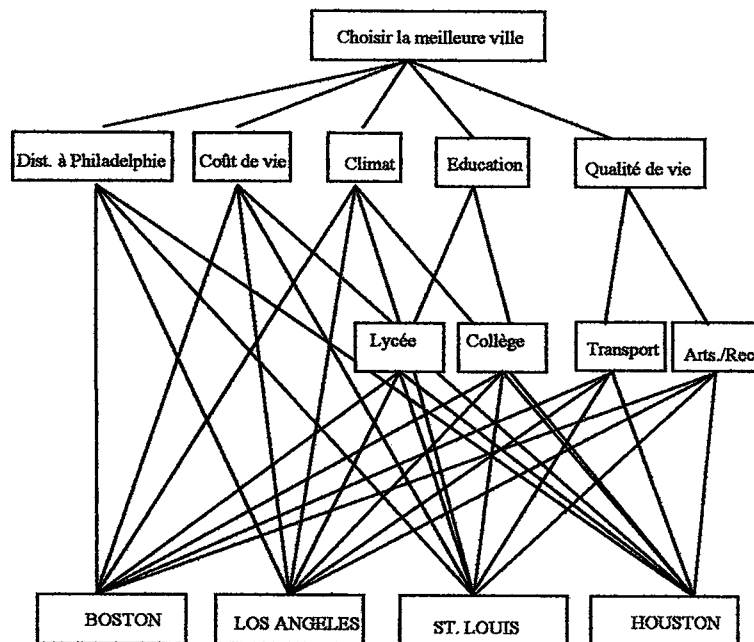 Choisir la meilleure ville
Dist. à Philadelphie
Coût de vie
Climat
Education
Qualité de vie
Lycée
Collège
Transport
Arts./Rec
BOSTON
LOS ANGELES
ST. LOUIS
HOUSTON